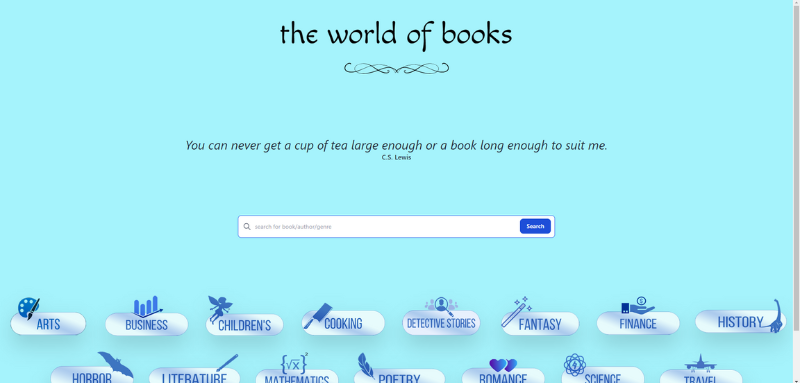 the world of books
You can never get a cup of tea large enough or a book long enough to suit me.
C.S. Lewis
search for book/author/genre
Search
ARTS
BUSINESS
CHILDREN'S
COOKING
DETECTIVE STORIES
FANTASY
FINANCE
HISTORY
HORROR
LITERATURE
MATHEMATICS
POETRY
ROMANCE
SCIENCE
TRAVEL